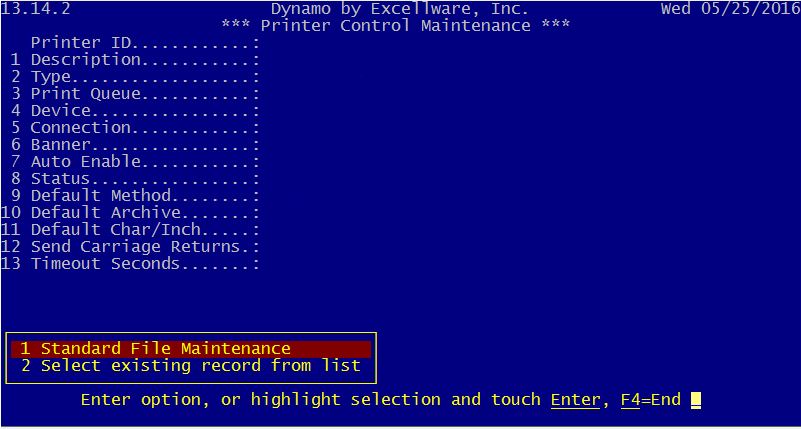 13.14.2 Dynamo by Excellware, Inc. Wed 05/25/2016
*** Printer Control Maintenance ***
Printer ID............:
1 Description...........:
2 Type..................:
3 Print Queue...........:
4 Device................:
5 Connection............:
6 Banner................:
7 Auto Enable...........:
8 Status................:
9 Default Method........:
10 Default Archive.......:
11 Default Char/Inch.....:
12 Send Carriage Returns.:
13 Timeout Seconds.......:
1 Standard File Maintenance
2 Select existing record from list
Enter option, or highlight selection and touch Enter, F4=End